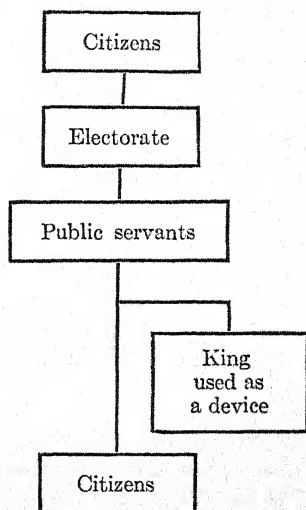 Citizens
Electorate
Public servants
King
used as
a device
Citizens